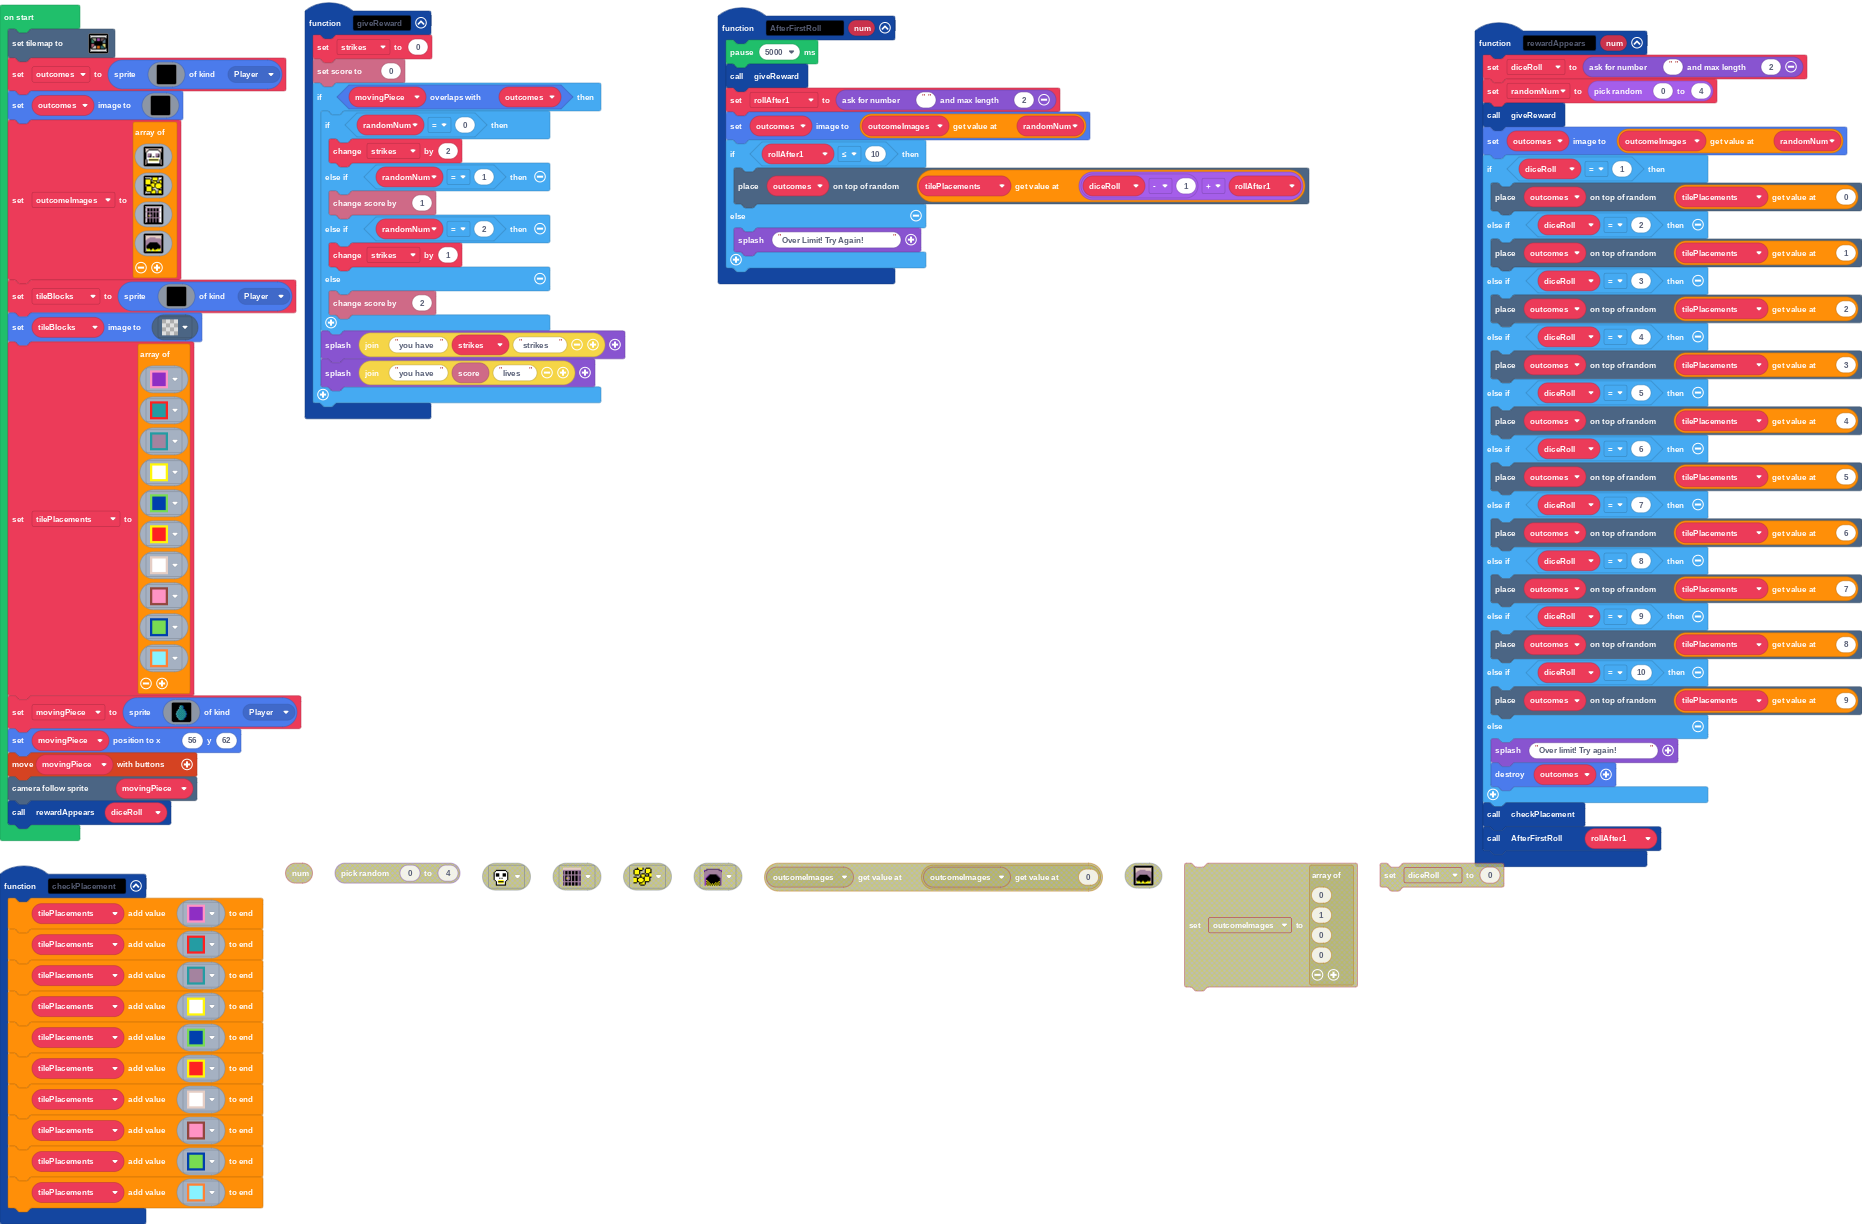 on start
set tilemap to
set outcomes to sprite of kind Player
set outcomes image to
set outcomeImages to array of
set tileBlocks to sprite of kind Player
set tileBlocks image to
set tilePlacements to array of
set movingPiece to sprite of kind Player
set movingPiece position to x 56 y 62
move movingPiece with buttons
camera follow sprite movingPiece
call rewardAppears diceRoll
function giveReward
set strikes to 0
set score to 0
if movingPiece overlaps with outcomes then
if randomNum = 0 then
change strikes by 2
else if randomNum = 1 then
change score by 1
else if randomNum = 2 then
change strikes by 1
else
change score by 2
splash join "you have " strikes "strikes "
splash join "you have " score "lives "
function AfterFirstRoll num
pause 5000 ms
call giveReward
set rollAfter1 to ask for number " " and max length 2
set outcomes image to outcomeImages get value at randomNum
if rollAfter1 ≤ 10 then
place outcomes on top of random tilePlacements get value at diceRoll - 1 + rollAfter1
else
splash "Over Limit! Try Again! "
function rewardAppears num
set diceRoll to ask for number " " and max length 2
set randomNum to pick random 0 to 4
call giveReward
set outcomes image to outcomeImages get value at randomNum
if diceRoll = 1 then
place outcomes on top of random tilePlacements get value at 0
else if diceRoll = 2 then
place outcomes on top of random tilePlacements get value at 1
else if diceRoll = 3 then
place outcomes on top of random tilePlacements get value at 2
else if diceRoll = 4 then
place outcomes on top of random tilePlacements get value at 3
else if diceRoll = 5 then
place outcomes on top of random tilePlacements get value at 4
else if diceRoll = 6 then
place outcomes on top of random tilePlacements get value at 5
else if diceRoll = 7 then
place outcomes on top of random tilePlacements get value at 6
else if diceRoll = 8 then
place outcomes on top of random tilePlacements get value at 7
else if diceRoll = 9 then
place outcomes on top of random tilePlacements get value at 8
else if diceRoll = 10 then
place outcomes on top of random tilePlacements get value at 9
else
splash "Over limit! Try again! "
destroy outcomes
call checkPlacement
call AfterFirstRoll rollAfter1
function checkPlacement
tilePlacements add value to end
tilePlacements add value to end
tilePlacements add value to end
tilePlacements add value to end
tilePlacements add value to end
tilePlacements add value to end
tilePlacements add value to end
tilePlacements add value to end
tilePlacements add value to end
tilePlacements add value to end
num
pick random 0 to 4
outcomeImages get value at outcomeImages get value at 0
set outcomeImages to array of
0
1
0
0
set diceRoll to 0